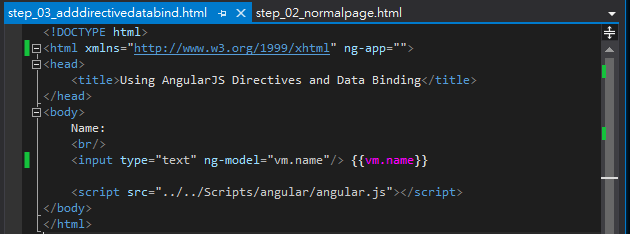 step_03_adddirectivedatabind.html step_02_normalpage.html
<!DOCTYPE html>
<html xmlns="http://www.w3.org/1999/xhtml" ng-app="">
<head>
    <title>Using AngularJS Directives and Data Binding</title>
</head>
<body>
    Name:
    <br/>
    <input type="text" ng-model="vm.name"/> {{vm.name}}
    <script src="../../Scripts/angular/angular.js"></script>
</body>
</html>